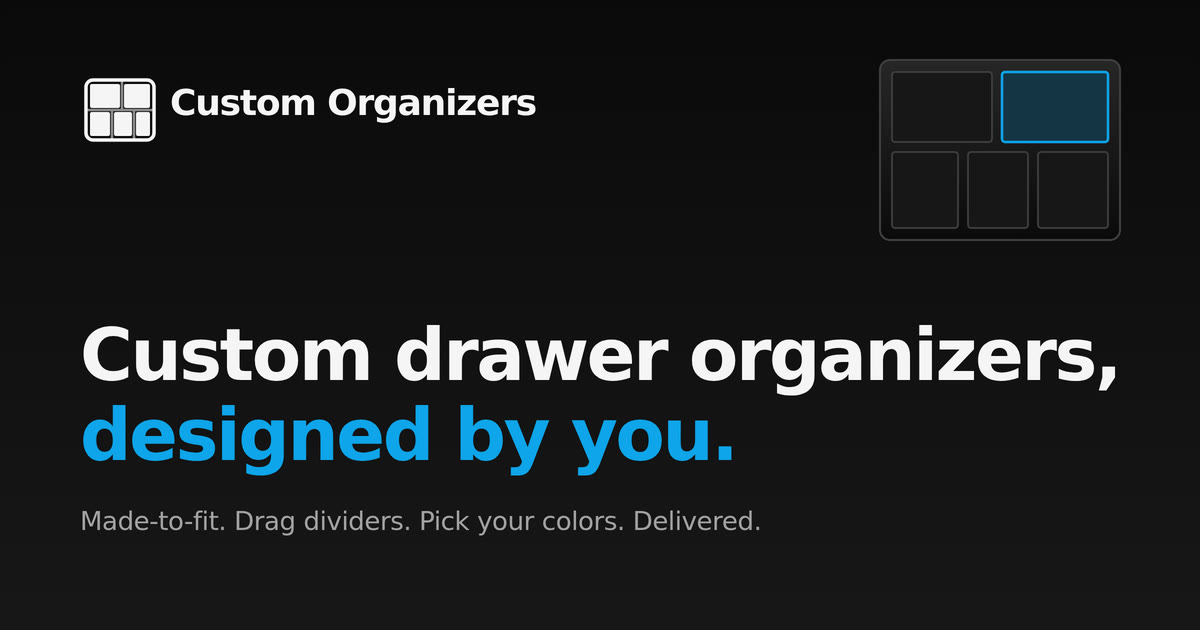 Custom Organizers
Custom drawer organizers,
designed by you.
Made-to-fit. Drag dividers. Pick your colors. Delivered.